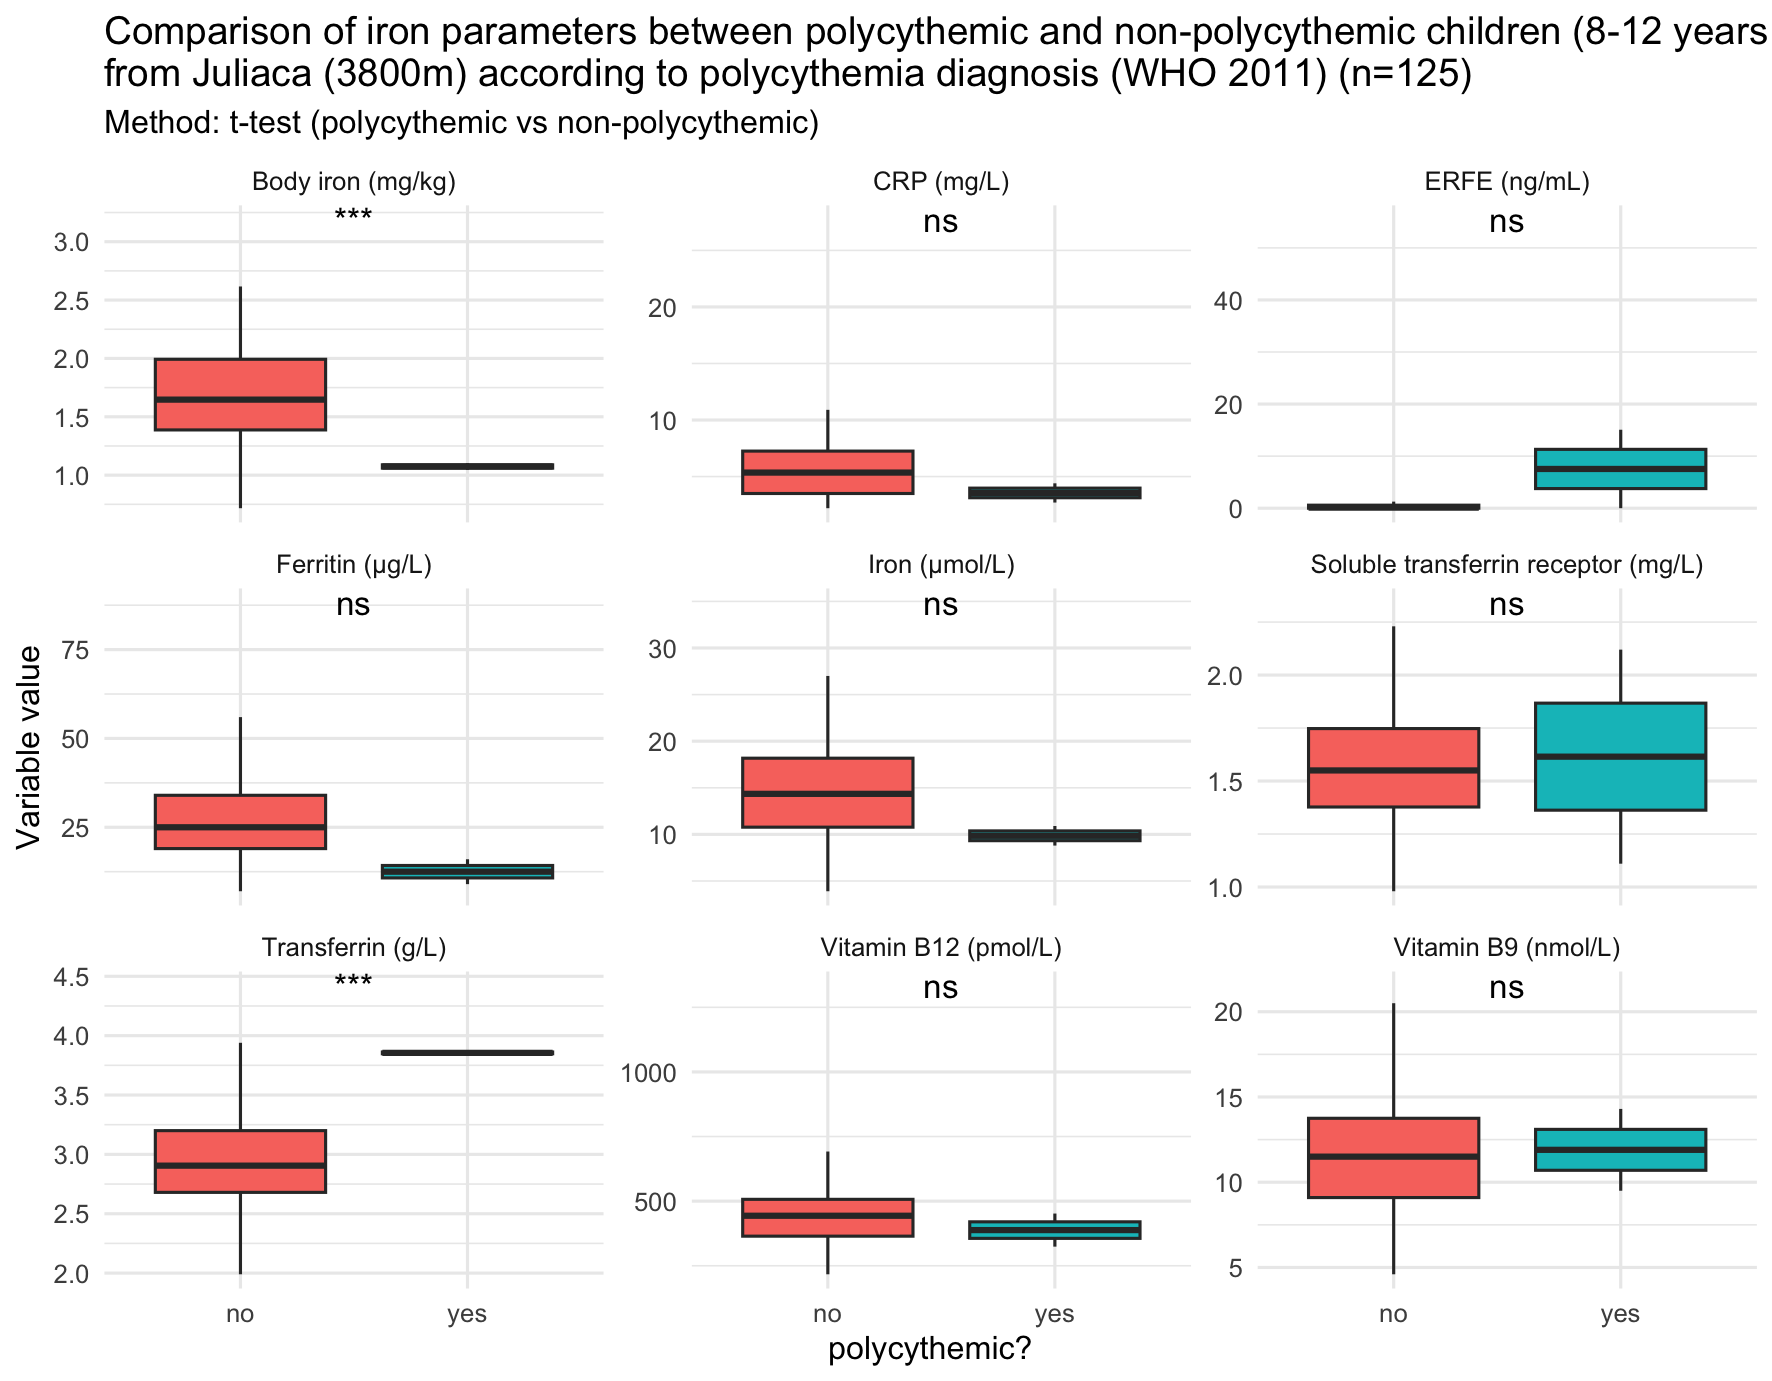 Comparison of iron parameters between polycythemic and non-polycythemic children (8-12 years
from Juliaca (3800m) according to polycythemia diagnosis (WHO 2011) (n=125)
Method: t-test (polycythemic vs non-polycythemic)
Body iron (mg/kg)
***
3.0
2.5
2.0
1.5
1.0
CRP (mg/L)
ns
20
10
ERFE (ng/mL)
ns
40
20
0
Variable value
Ferritin (µg/L)
ns
75
50
25
Iron (µmol/L)
ns
30
20
10
Soluble transferrin receptor (mg/L)
ns
2.0
1.5
1.0
Transferrin (g/L)
***
4.5
4.0
3.5
3.0
2.5
2.0
no yes
Vitamin B12 (pmol/L)
ns
1000
500
no yes
Vitamin B9 (nmol/L)
ns
20
15
10
5
no yes
polycythemic?